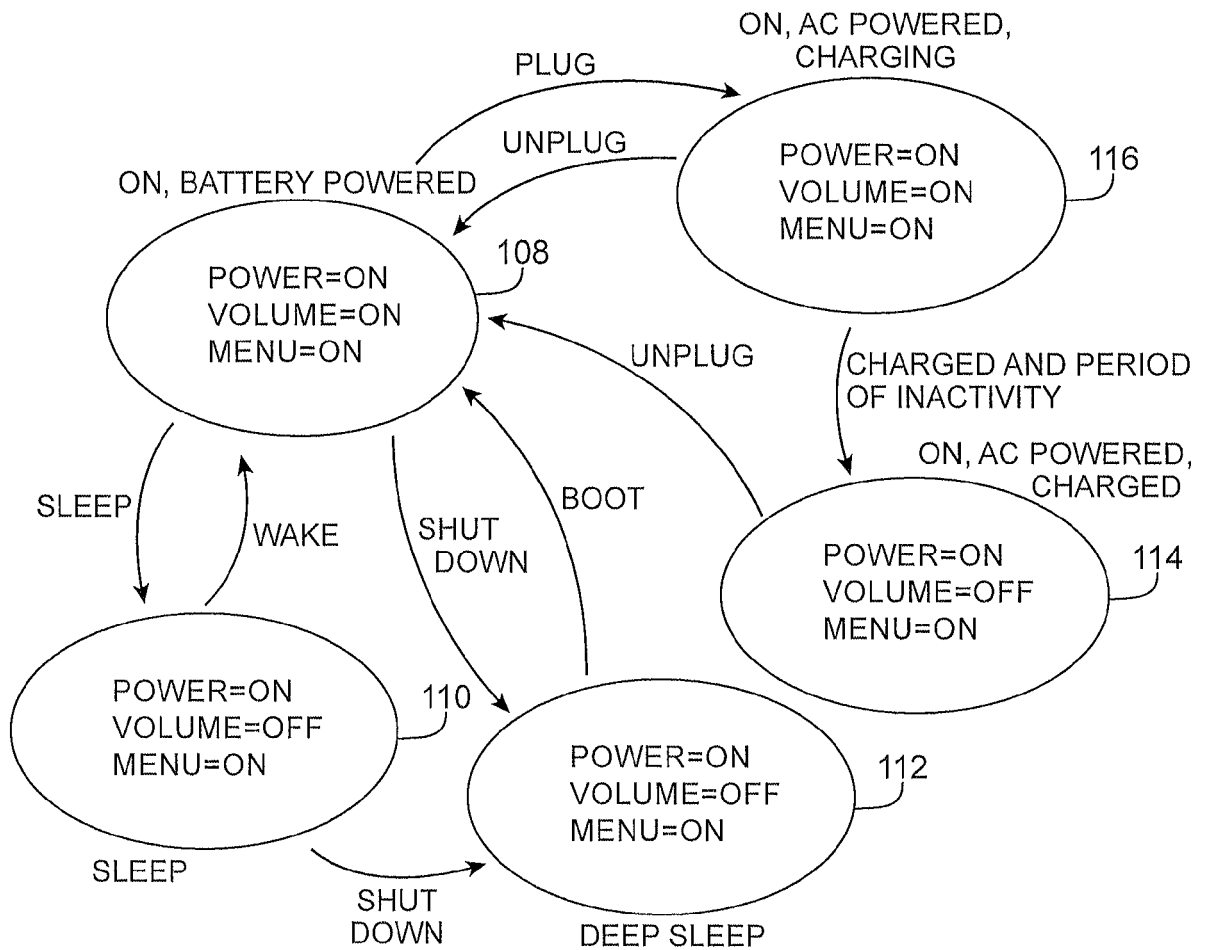 ON, AC POWERED,
CHARGING
PLUG
UNPLUG
POWER=ON
VOLUME=ON
MENU=ON
116
ON, BATTERY POWERED
108
POWER=ON
VOLUME=ON
MENU=ON
UNPLUG
CHARGED AND PERIOD
OF INACTIVITY
ON, AC POWERED,
CHARGED
SLEEP
WAKE
SHUT
DOWN
BOOT
POWER=ON
VOLUME=OFF
MENU=ON
114
POWER=ON
VOLUME=OFF
MENU=ON
110
POWER=ON
VOLUME=OFF
MENU=ON
112
SLEEP
SHUT
DOWN
DEEP SLEEP